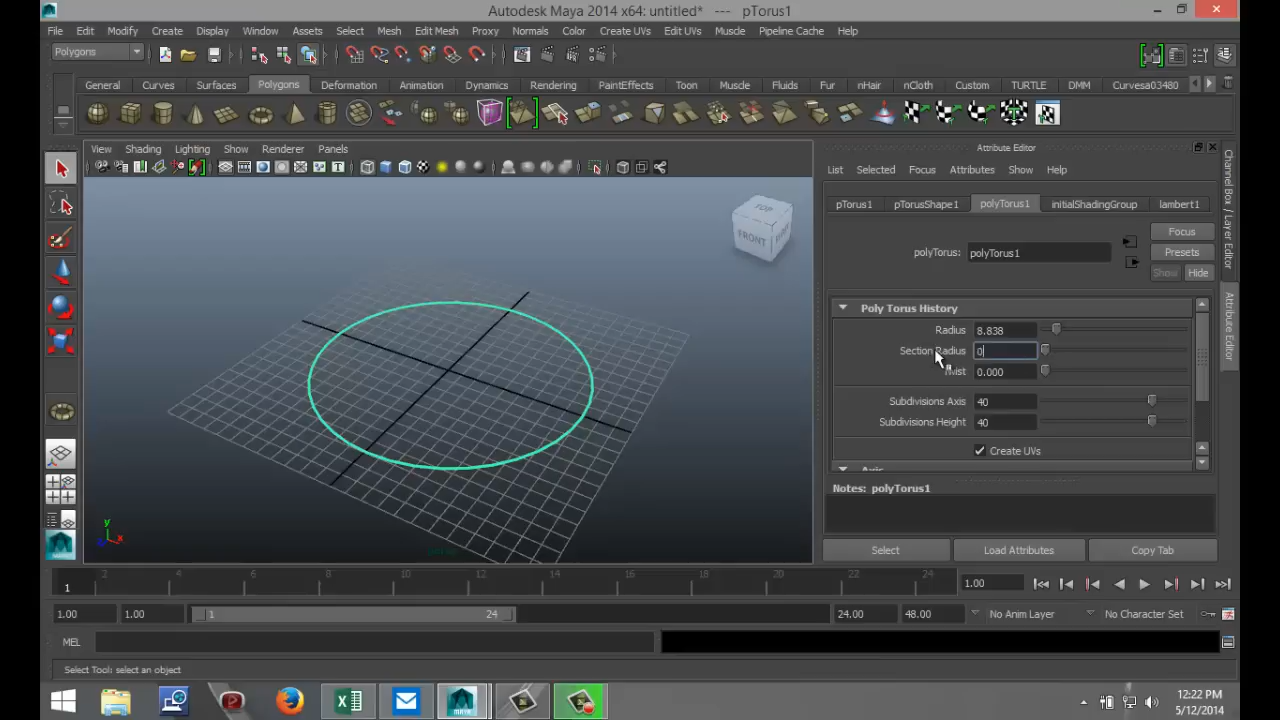 Autodesk Maya 2014 x64: untitled* --- pTorus1
File Edit Modify Create Display Window Assets Select Mesh Edit Mesh Proxy Normals Color Create UVs Edit UVs Muscle Pipeline Cache Help
Polygons
General Curves Surfaces Polygons Deformation Animation Dynamics Rendering PaintEffects Toon Muscle Fluids Fur nHair nCloth Custom TURTLE DMM Curvesa03480
View Shading Lighting Show Renderer Panels
Attribute Editor
List Selected Focus Attributes Show Help
pTorus1 pTorusShape1 polyTorus1 initialShadingGroup lambert1
Focus
polyTorus: polyTorus1
Presets
Show Hide
Poly Torus History
Radius 8.838
Section Radius 0
Twist 0.000
Subdivisions Axis 40
Subdivisions Height 40
Create UVs
Axis
Notes: polyTorus1
Select Load Attributes Copy Tab
Channel Box / Layer Editor
Attribute Editor
TOP
FRONT
y
x
1 2 4 6 8 10 12 14 16 18 20 22 24 1.00
1.00 1.00 1 24 24.00 48.00 No Anim Layer No Character Set
MEL
Select Tool: select an object
12:22 PM
5/12/2014